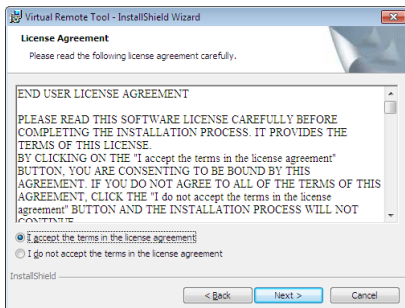 Virtual Remote Tool - InstallShield Wizard
License Agreement
Please read the following license agreement carefully.
END USER LICENSE AGREEMENT
PLEASE READ THIS SOFTWARE LICENSE CAREFULLY BEFORE
COMPLETING THE INSTALLATION PROCESS. IT PROVIDES THE
TERMS OF THIS LICENSE.
BY CLICKING ON THE "I accept the terms in the license agreement"
BUTTON, YOU ARE CONSENTING TO BE BOUND BY THIS
AGREEMENT. IF YOU DO NOT AGREE TO ALL OF THE TERMS OF THIS
AGREEMENT, CLICK THE "I do not accept the terms in the license
agreement" BUTTON AND THE INSTALLATION PROCESS WILL NOT
CONTINUE
I accept the terms in the license agreement
I do not accept the terms in the license agreement
InstallShield
< Back Next > Cancel